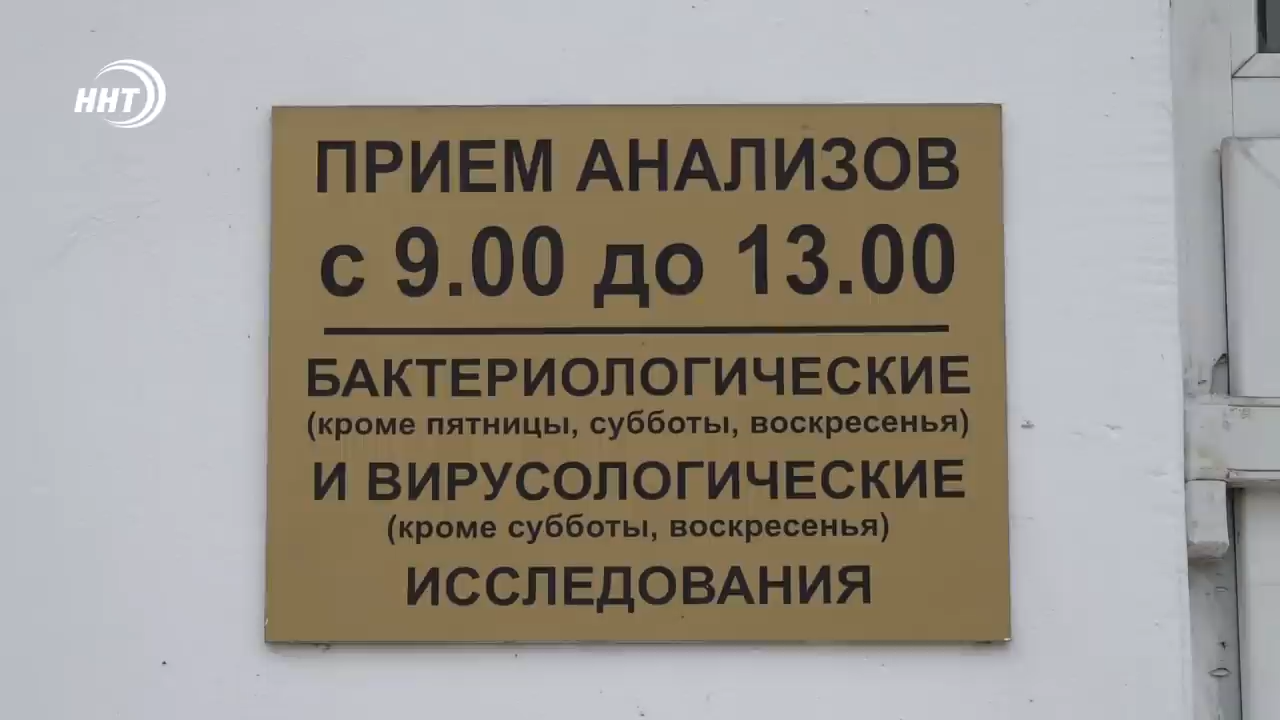 ННТ
ПРИЕМ АНАЛИЗОВ
с 9.00 до 13.00
БАКТЕРИОЛОГИЧЕСКИЕ
(кроме пятницы, субботы, воскресенья)
И ВИРУСОЛОГИЧЕСКИЕ
(кроме субботы, воскресенья)
ИССЛЕДОВАНИЯ